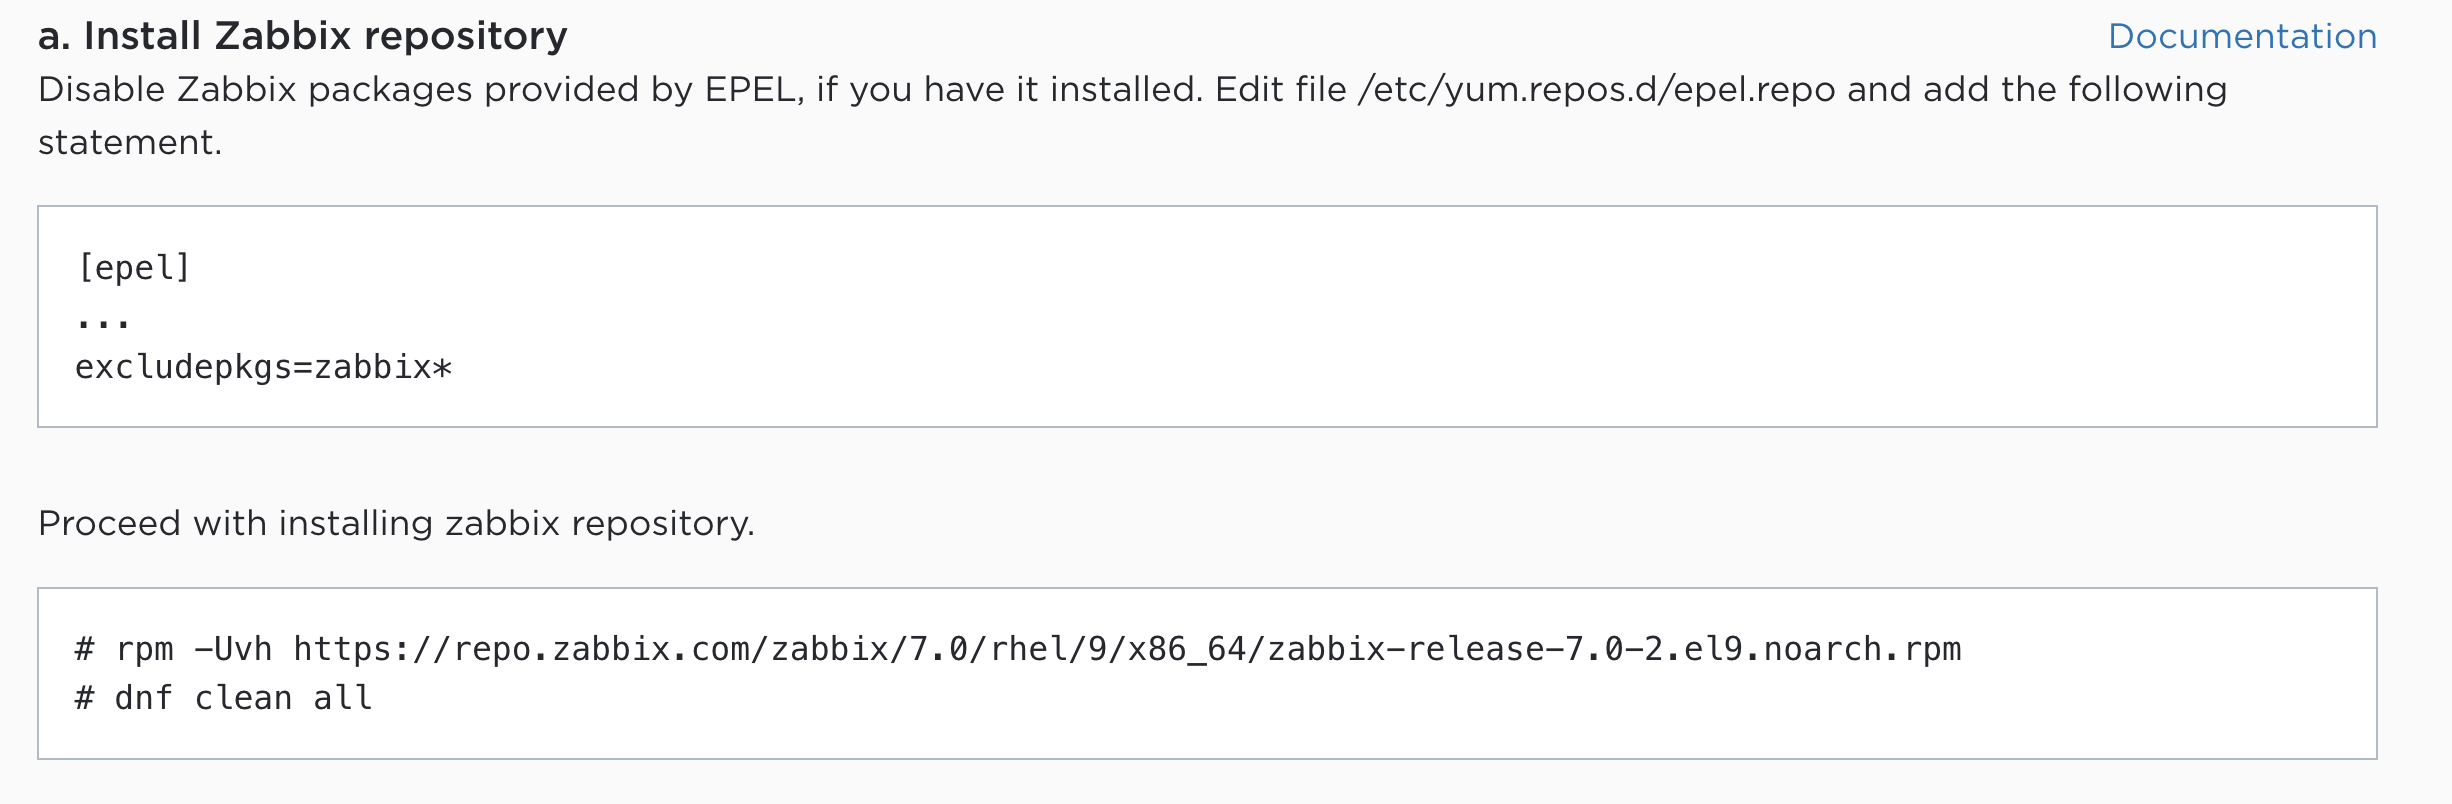 a. Install Zabbix repository
Documentation
Disable Zabbix packages provided by EPEL, if you have it installed. Edit file /etc/yum.repos.d/epel.repo and add the following
statement.
[epel]
...
excludepkgs=zabbix*
Proceed with installing zabbix repository.
# rpm -Uvh https://repo.zabbix.com/zabbix/7.0/rhel/9/x86_64/zabbix-release-7.0-2.el9.noarch.rpm
# dnf clean all